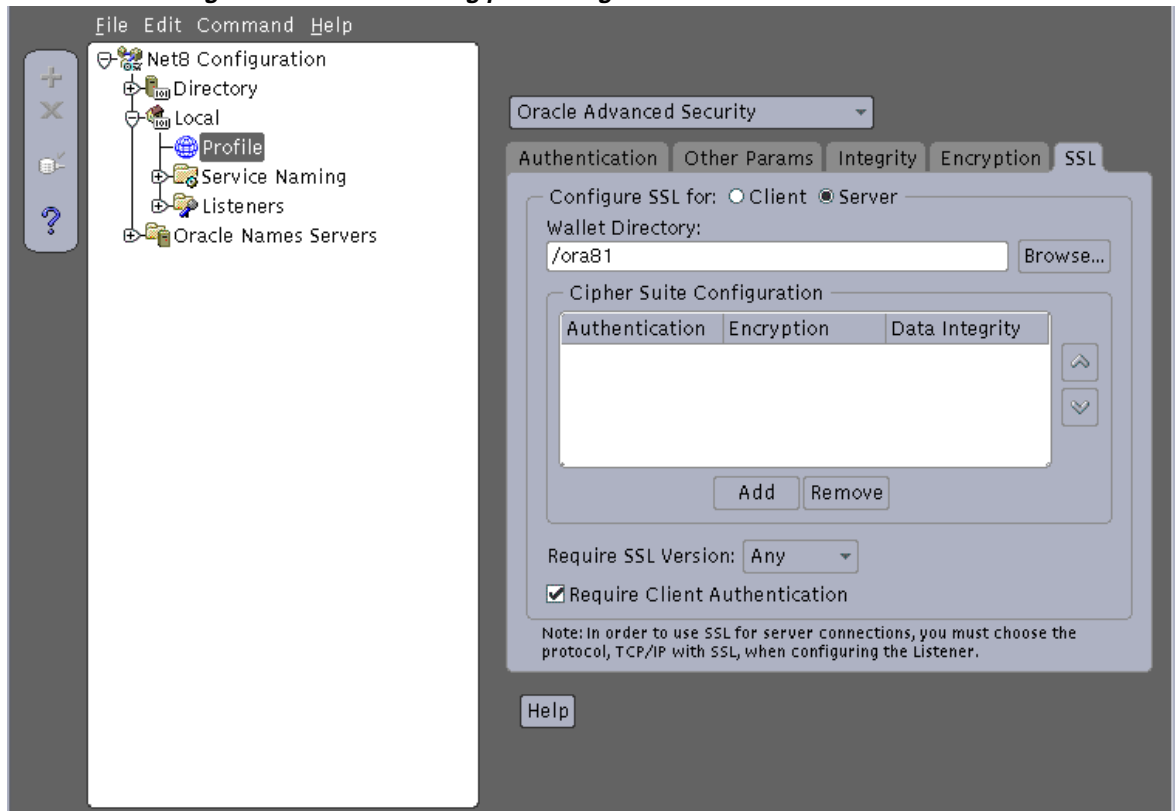 File Edit Command Help
Net8 Configuration
Directory
Local
Profile
Service Naming
Listeners
Oracle Names Servers
Oracle Advanced Security
Authentication Other Params Integrity Encryption SSL
Configure SSL for: Client Server
Wallet Directory:
/ora81 Browse...
Cipher Suite Configuration
Authentication Encryption Data Integrity
Add Remove
Require SSL Version: Any
Require Client Authentication
Note: In order to use SSL for server connections, you must choose the
protocol, TCP/IP with SSL, when configuring the Listener.
Help